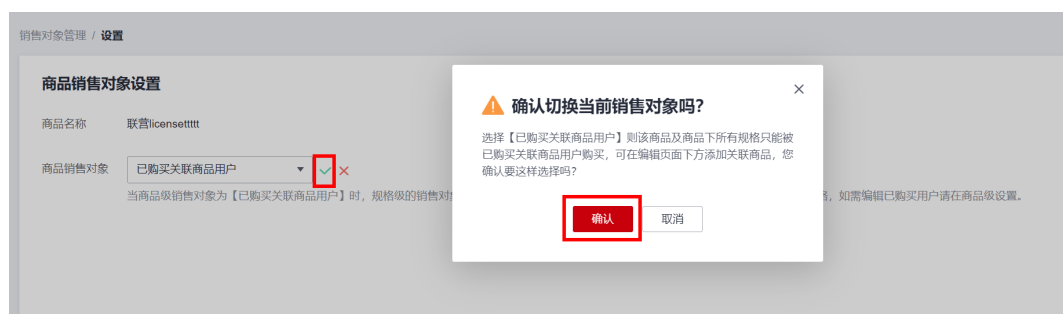 销售对象管理 / 设置
商品销售对象设置
商品名称 联营licensettttt
商品销售对象 已购买关联商品用户
当商品级销售对象为【已购买关联商品用户】时，规格级的销售对
，如需编辑已购买用户请在商品级设置。
确认切换当前销售对象吗？
选择【已购买关联商品用户】则该商品及商品下所有规格只能被
已购买关联商品用户购买，可在编辑页面下方添加关联商品，您
确认要这样选择吗？
确认 取消